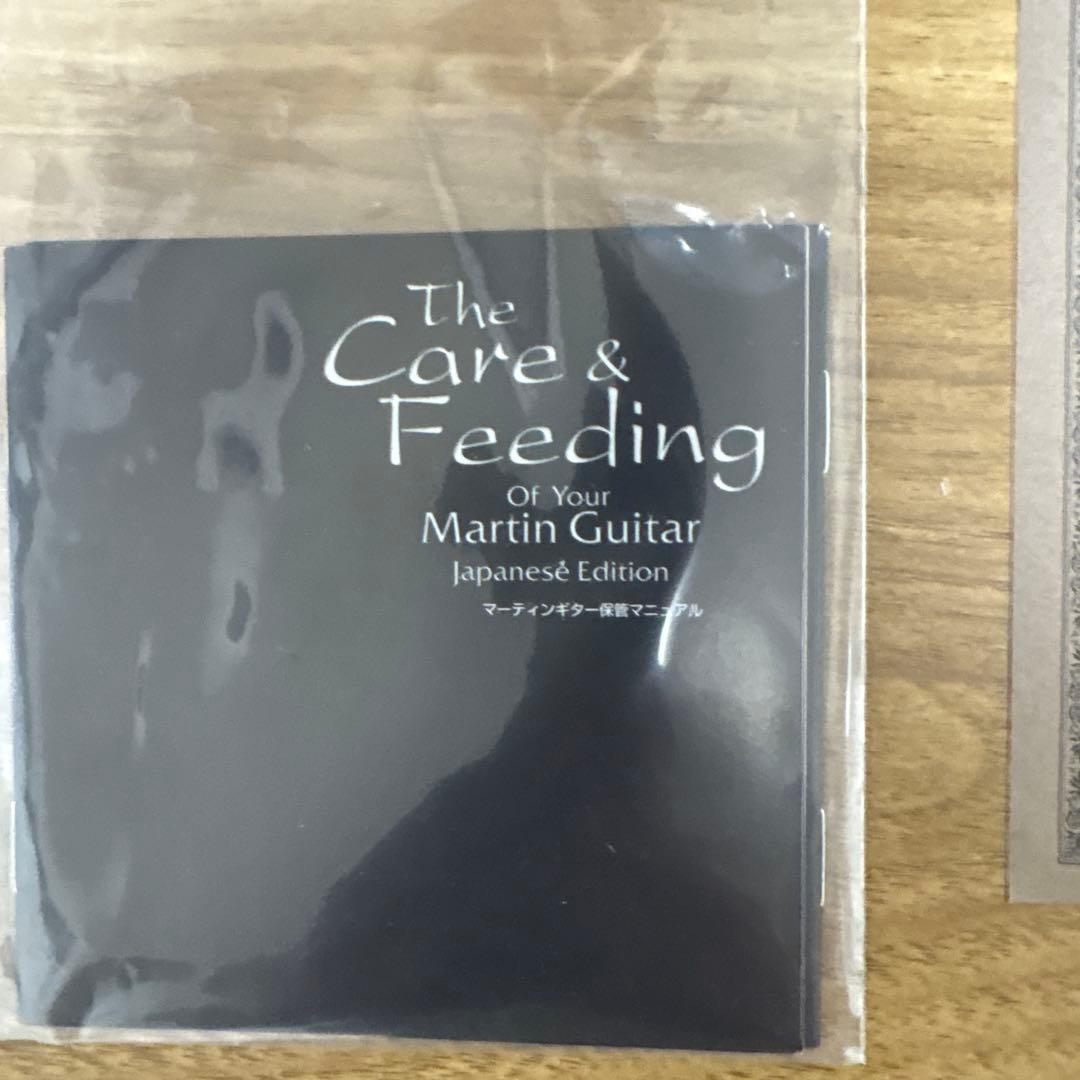 The
Care &
Feeding
Of Your
Martin Guitar
Japanese Edition
マーティンギター保管マニュアル